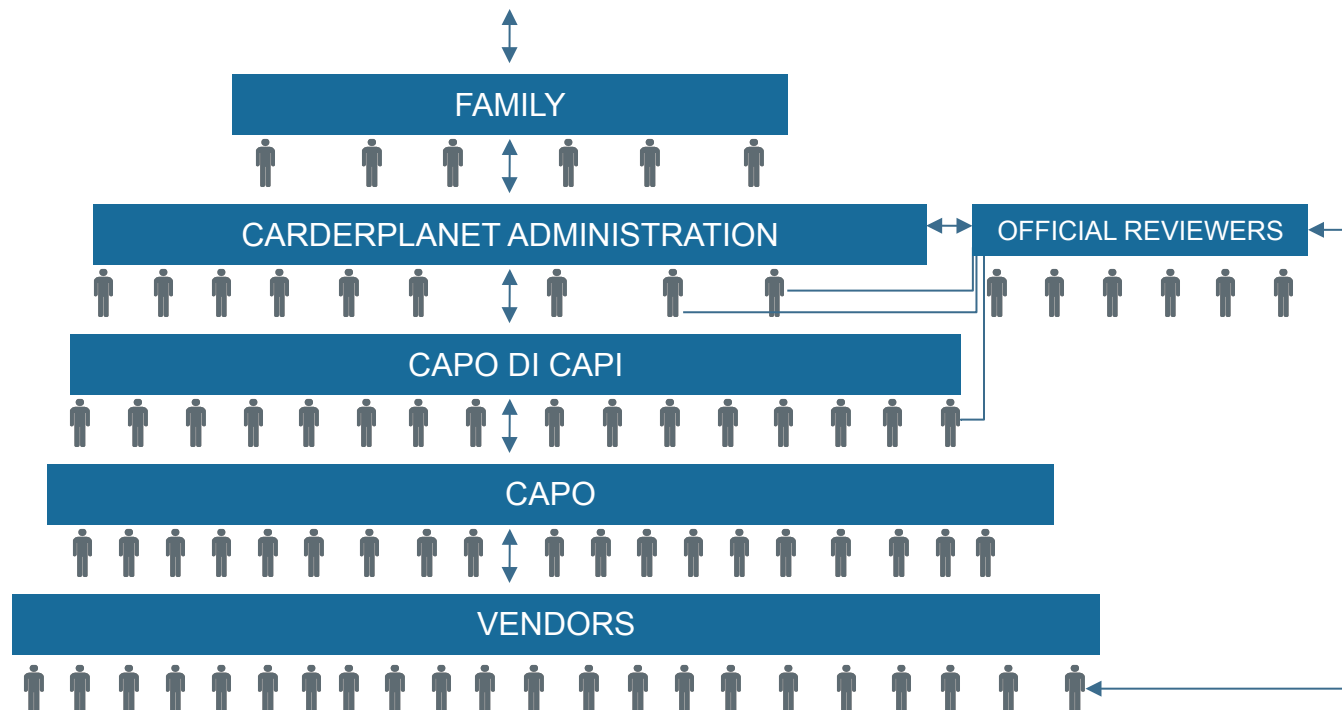 FAMILY
CARDERPLANET ADMINISTRATION
OFFICIAL REVIEWERS
CAPO DI CAPI
CAPO
VENDORS